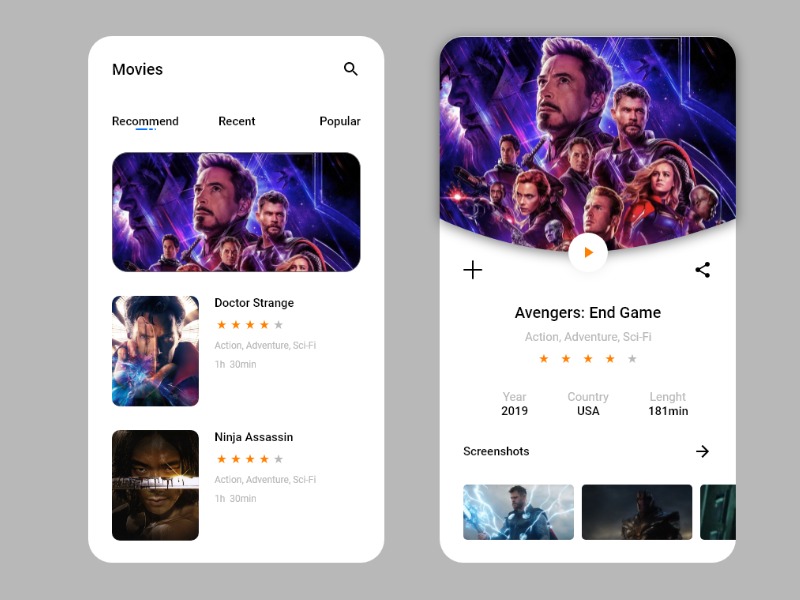 Movies
Recommend
Recent
Popular
Doctor Strange
Action, Adventure, Sci-Fi
1h 30min
Ninja Assassin
Action, Adventure, Sci-Fi
1h 30min
Avengers: End Game
Action, Adventure, Sci-Fi
Year Country Lenght
2019 USA 181min
Screenshots